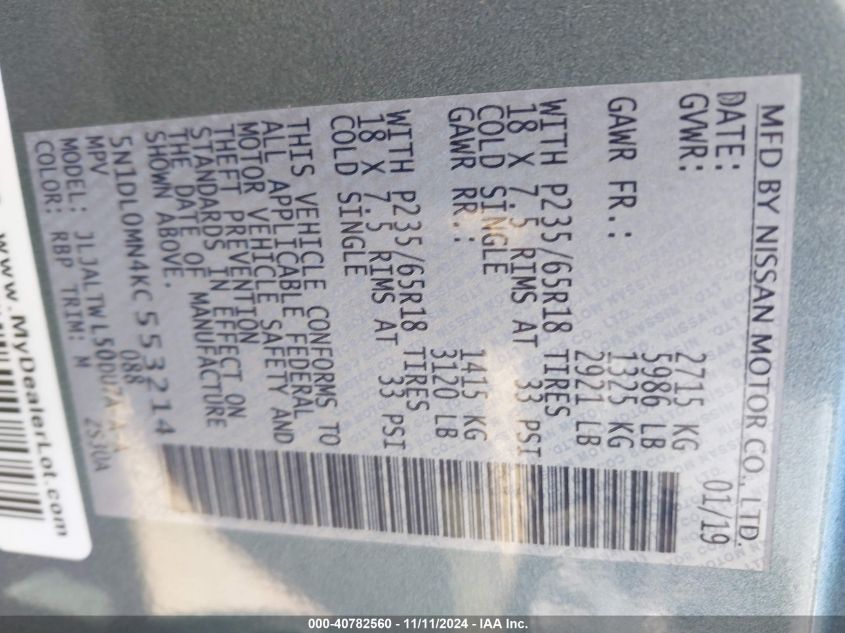 MFD BY NISSAN MOTOR CO., LTD.
DATE: 01/19
GVWR: 2715 KG
5986 LB
GAWR FR.: 1325 KG
2921 LB
WITH P235/65R18 TIRES
18 X 7.5 RIMS AT 33 PSI
COLD SINGLE
GAWR RR.: 1415 KG
3120 LB
WITH P235/65R18 TIRES
18 X 7.5 RIMS AT 33 PSI
COLD SINGLE
THIS VEHICLE CONFORMS TO
ALL APPLICABLE FEDERAL
MOTOR VEHICLE SAFETY AND
THEFT PREVENTION
STANDARDS IN EFFECT ON
THE DATE OF MANUFACTURE
SHOWN ABOVE.
5N1DL0MN4KC553214
MPV 088
MODEL: JLJALTWL50DU7A-A-A
COLOR: RBP TRIM: M
www.MyDealerLot.com
000-40782560 - 11/11/2024 - IAA Inc.